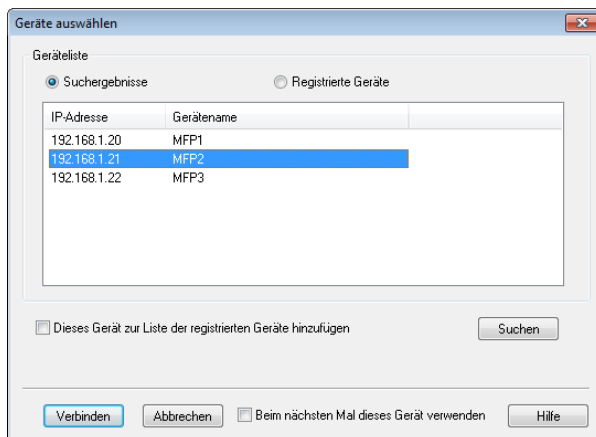 Geräte auswählen
Geräteliste
Suchergebnisse Registrierte Geräte
IP-Adresse Gerätename
192.168.1.20 MFP1
192.168.1.21 MFP2
192.168.1.22 MFP3
Dieses Gerät zur Liste der registrierten Geräte hinzufügen Suchen
Verbinden Abbrechen Beim nächsten Mal dieses Gerät verwenden Hilfe